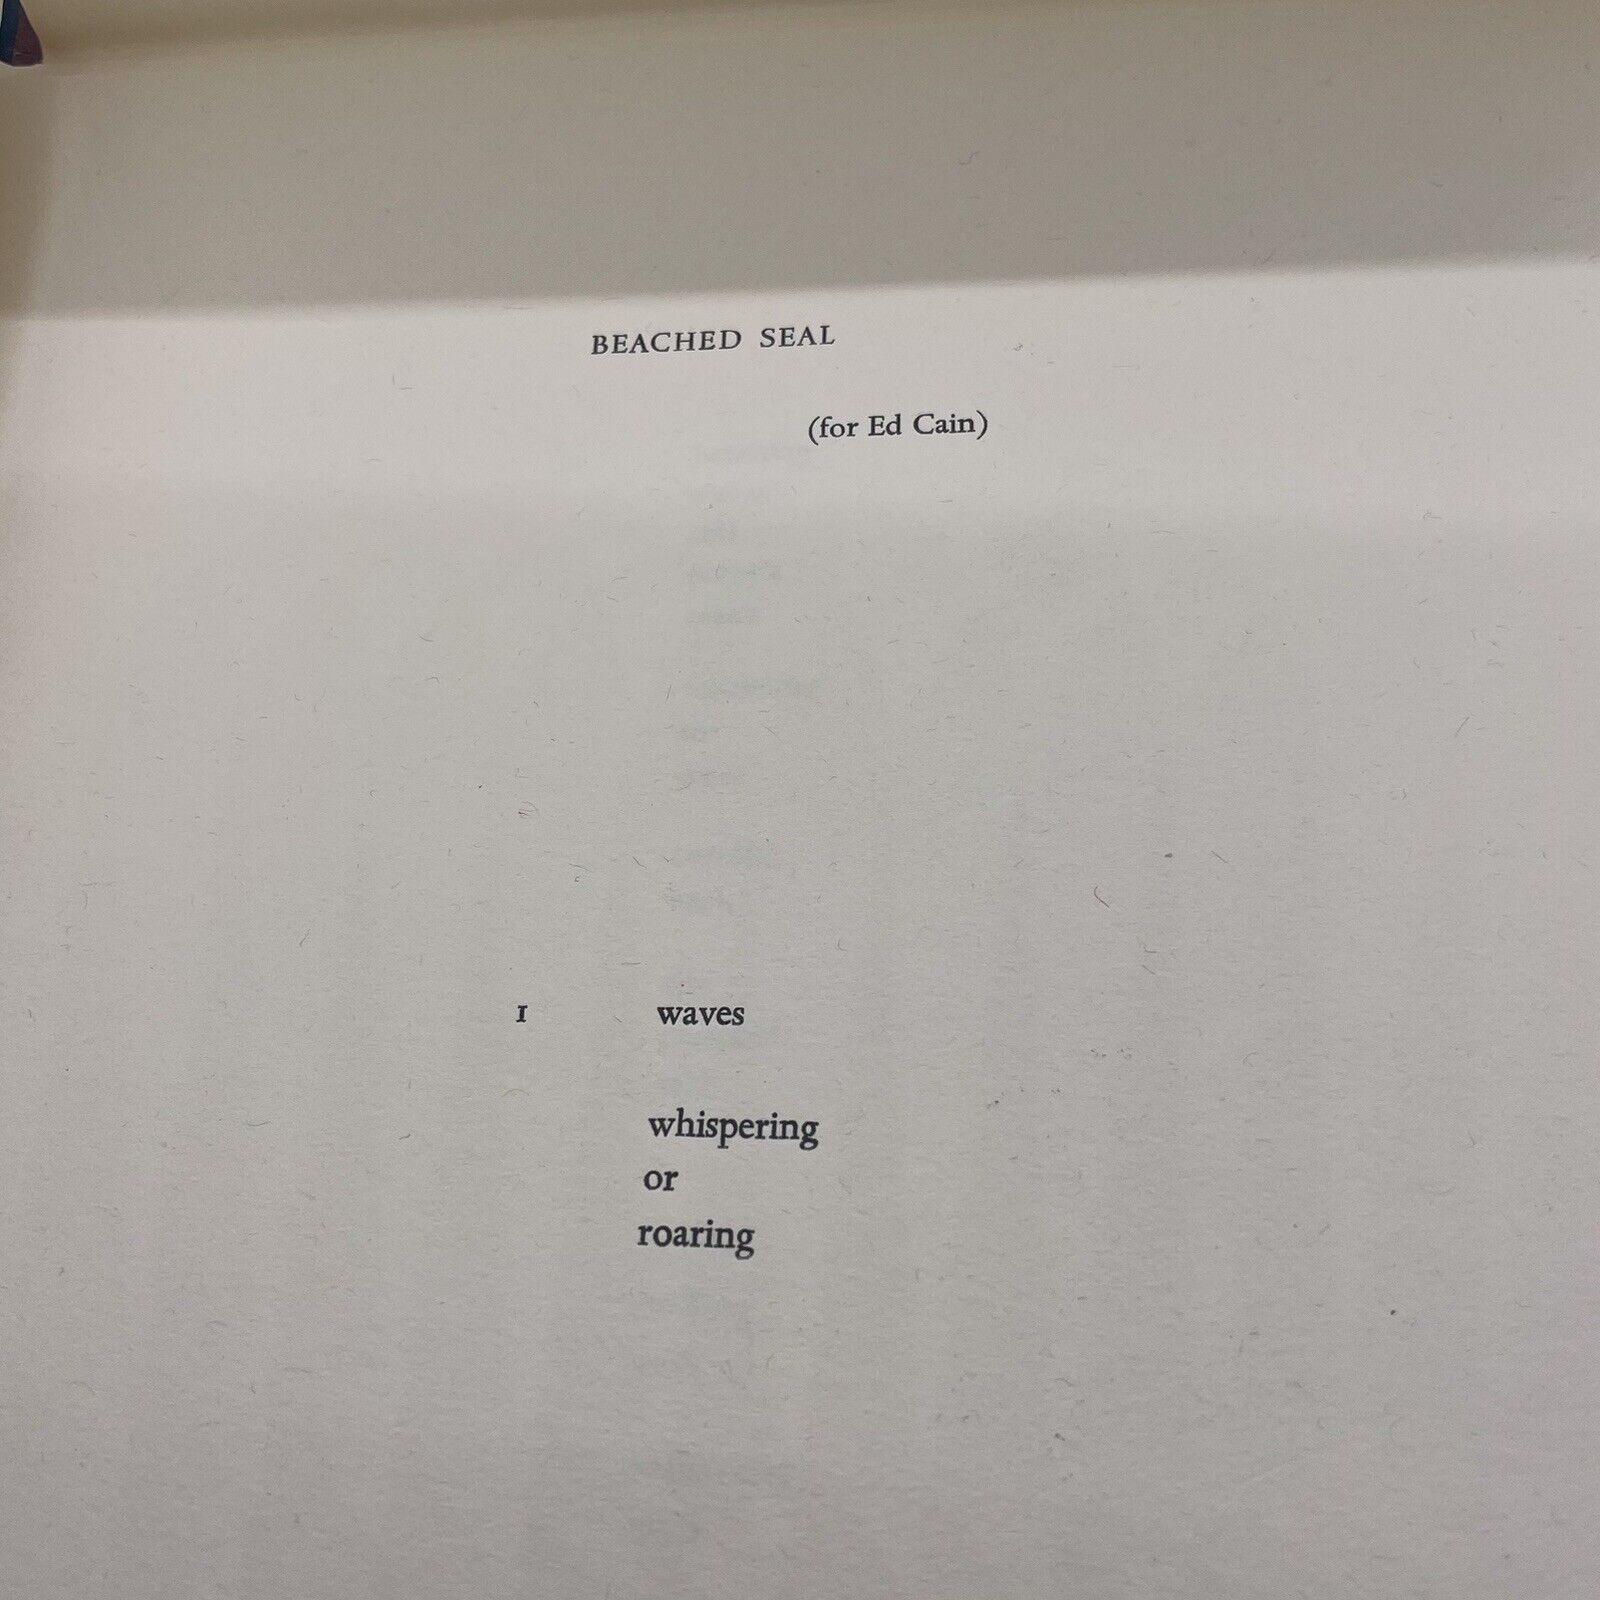 BEACHED SEAL
(for Ed Cain)
1 waves
whispering
or
roaring